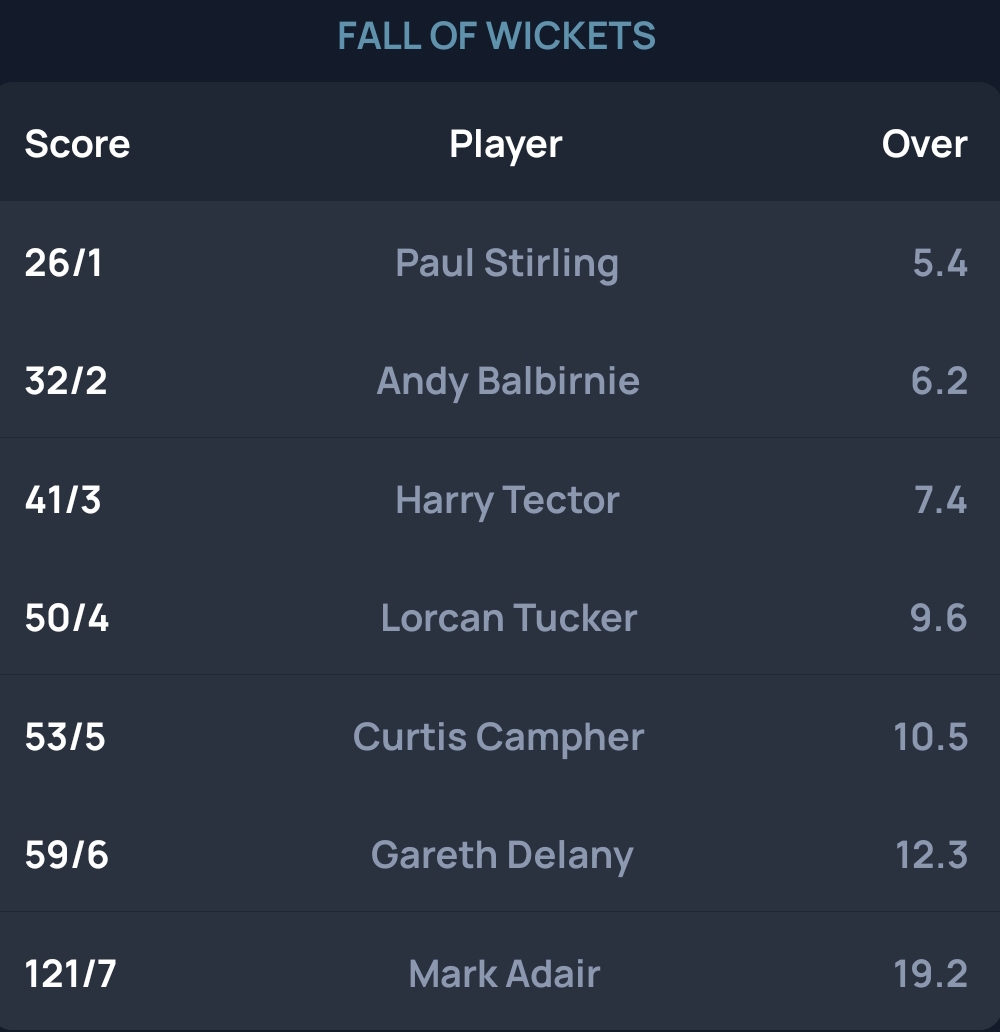 FALL OF WICKETS
Score Player Over
26/1 Paul Stirling 5.4
32/2 Andy Balbirnie 6.2
41/3 Harry Tector 7.4
50/4 Lorcan Tucker 9.6
53/5 Curtis Campher 10.5
59/6 Gareth Delany 12.3
121/7 Mark Adair 19.2